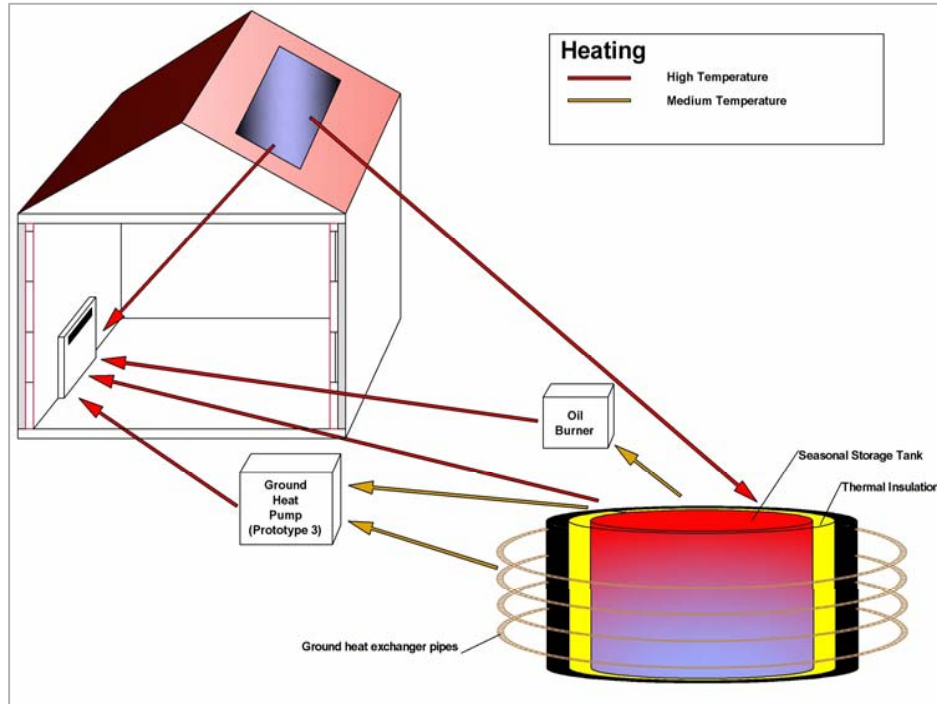 Heating
High Temperature
Medium Temperature
Oil
Burner
Seasonal Storage Tank
Thermal Insulation
Ground
Heat
Pump
(Prototype 3)
Ground heat exchanger pipes